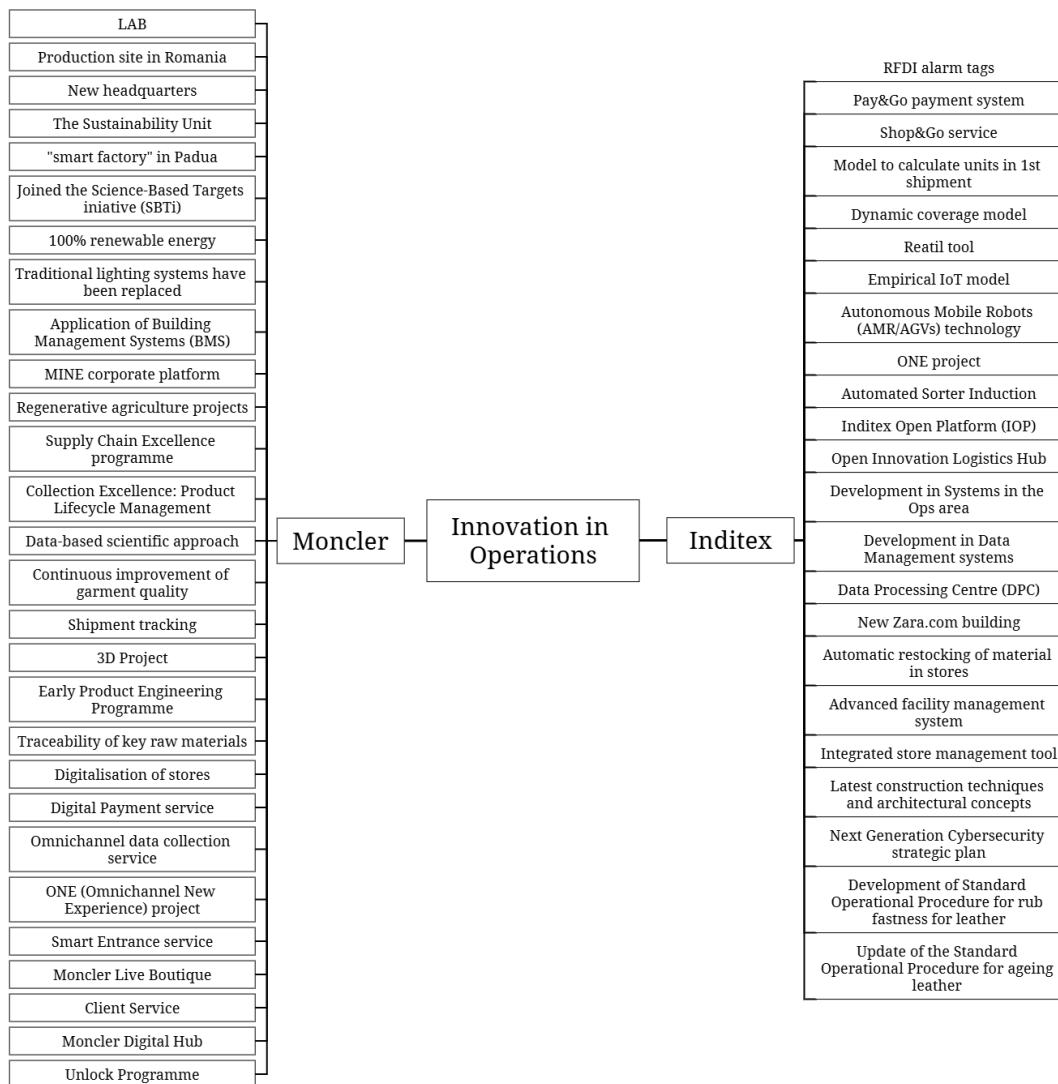 LAB
Production site in Romania
New headquarters
The Sustainability Unit
"smart factory" in Padua
Joined the Science-Based Targets
iniative (SBTi)
100% renewable energy
Traditional lighting systems have
been replaced
Application of Building
Management Systems (BMS)
MINE corporate platform
Regenerative agriculture projects
Supply Chain Excellence
programme
Collection Excellence: Product
Lifecycle Management
Data-based scientific approach
Continuous improvement of
garment quality
Shipment tracking
3D Project
Early Product Engineering
Programme
Traceability of key raw materials
Digitalisation of stores
Digital Payment service
Omnichannel data collection
service
ONE (Omnichannel New
Experience) project
Smart Entrance service
Moncler Live Boutique
Client Service
Moncler Digital Hub
Unlock Programme
Moncler
Innovation in
Operations
Inditex
RFDI alarm tags
Pay&Go payment system
Shop&Go service
Model to calculate units in 1st
shipment
Dynamic coverage model
Reatil tool
Empirical IoT model
Autonomous Mobile Robots
(AMR/AGVs) technology
ONE project
Automated Sorter Induction
Inditex Open Platform (IOP)
Open Innovation Logistics Hub
Development in Systems in the
Ops area
Development in Data
Management systems
Data Processing Centre (DPC)
New Zara.com building
Automatic restocking of material
in stores
Advanced facility management
system
Integrated store management tool
Latest construction techniques
and architectural concepts
Next Generation Cybersecurity
strategic plan
Development of Standard
Operational Procedure for rub
fastness for leather
Update of the Standard
Operational Procedure for ageing
leather